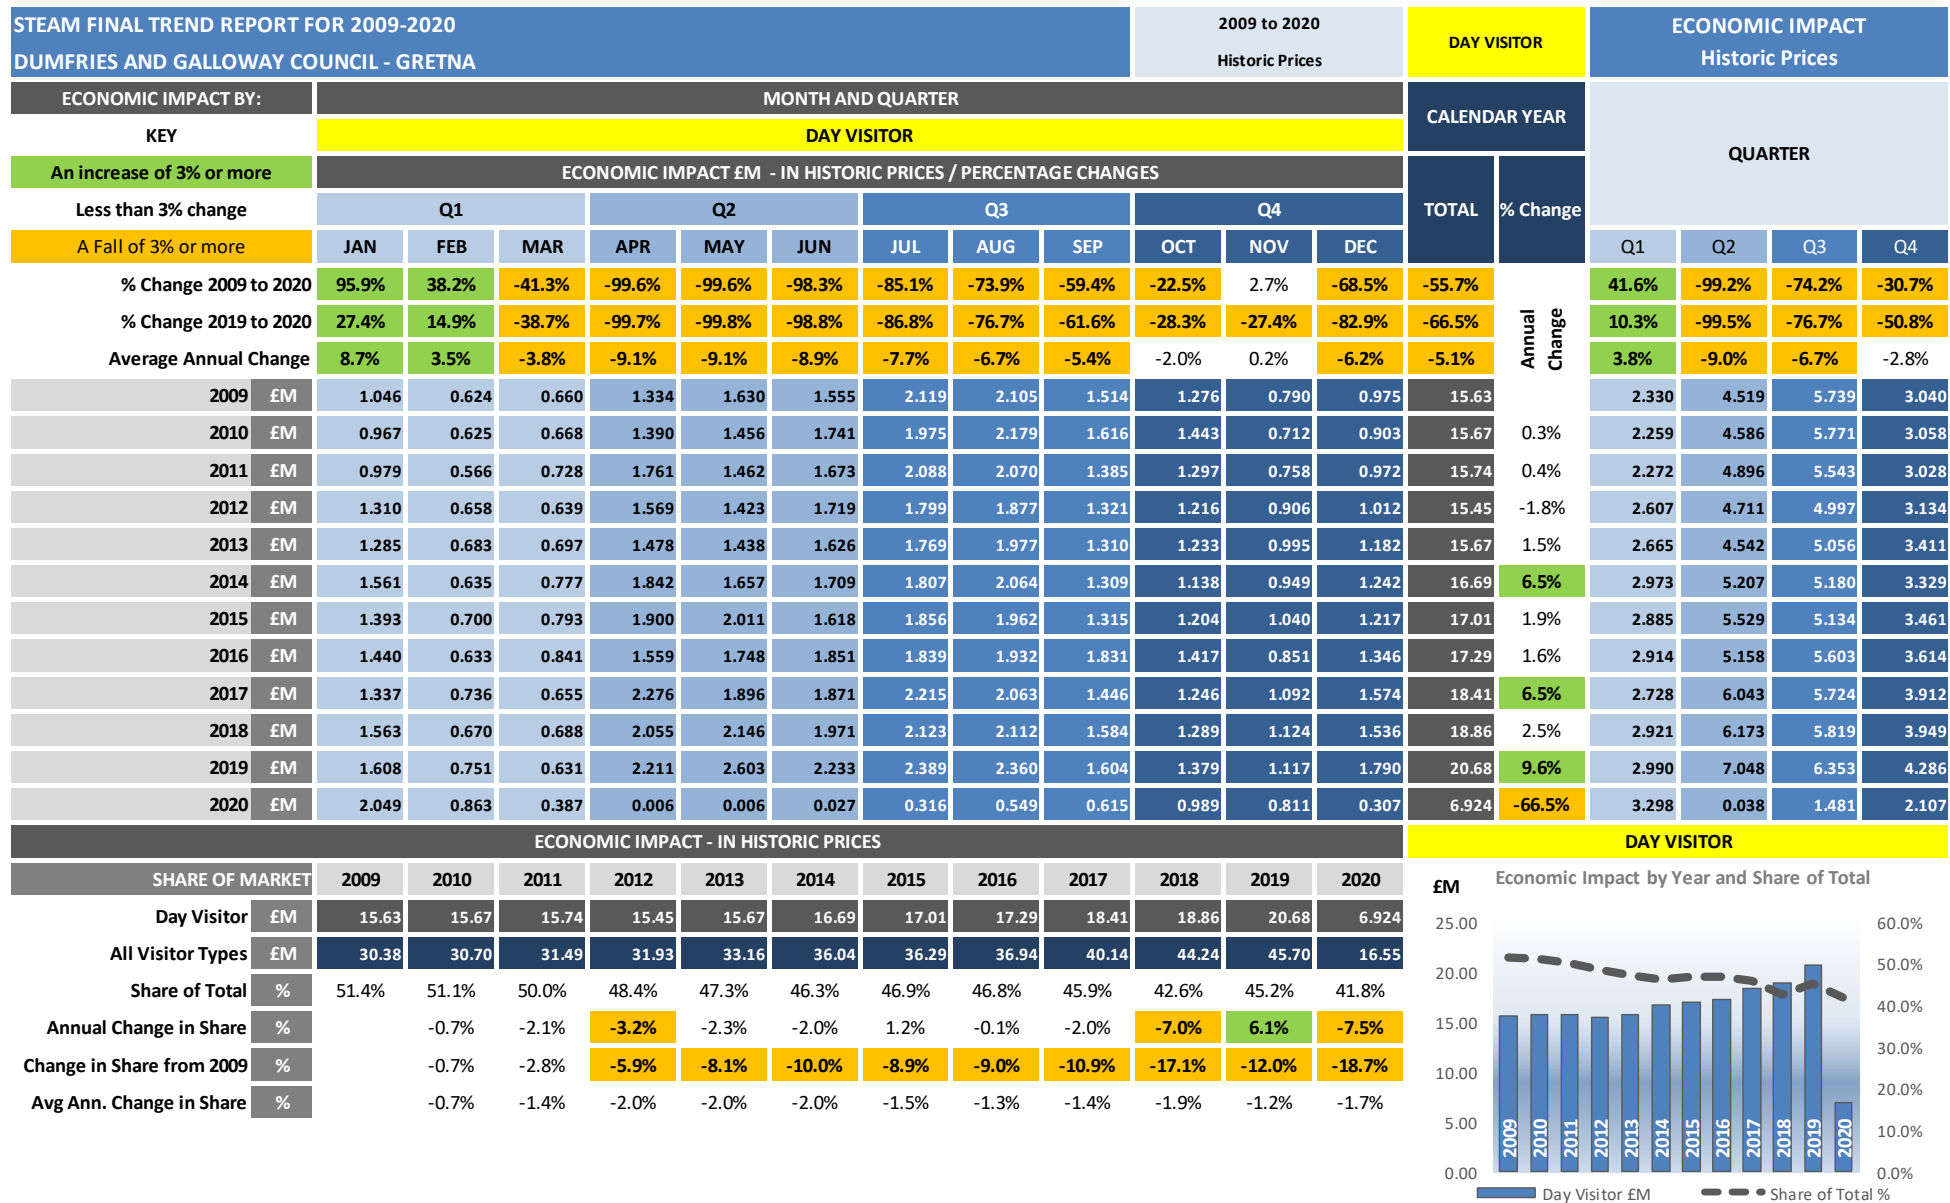 STEAM FINAL TREND REPORT FOR 2009-2020
DUMFRIES AND GALLOWAY COUNCIL - GRETNA
2009 to 2020
Historic Prices
DAY VISITOR
ECONOMIC IMPACT
Historic Prices
ECONOMIC IMPACT BY:
MONTH AND QUARTER
CALENDAR YEAR
QUARTER
KEY
DAY VISITOR
An increase of 3% or more
ECONOMIC IMPACT £M - IN HISTORIC PRICES / PERCENTAGE CHANGES
TOTAL % Change
Less than 3% change
Q1 Q2 Q3 Q4
A Fall of 3% or more JAN FEB MAR APR MAY JUN JUL AUG SEP OCT NOV DEC Q1 Q2 Q3 Q4
% Change 2009 to 2020 95.9% 38.2% -41.3% -99.6% -99.6% -98.3% -85.1% -73.9% -59.4% -22.5% 2.7% -68.5% -55.7% 41.6% -99.2% -74.2% -30.7%
% Change 2019 to 2020 27.4% 14.9% -38.7% -99.7% -99.8% -98.8% -86.8% -76.7% -61.6% -28.3% -27.4% -82.9% -66.5% 10.3% -99.5% -76.7% -50.8%
Average Annual Change 8.7% 3.5% -3.8% -9.1% -9.1% -8.9% -7.7% -6.7% -5.4% -2.0% 0.2% -6.2% -5.1% 3.8% -9.0% -6.7% -2.8%
Annual
Change
2009 £M 1.046 0.624 0.660 1.334 1.630 1.555 2.119 2.105 1.514 1.276 0.790 0.975 15.63 2.330 4.519 5.739 3.040
2010 £M 0.967 0.625 0.668 1.390 1.456 1.741 1.975 2.179 1.616 1.443 0.712 0.903 15.67 0.3% 2.259 4.586 5.771 3.058
2011 £M 0.979 0.566 0.728 1.761 1.462 1.673 2.088 2.070 1.385 1.297 0.758 0.972 15.74 0.4% 2.272 4.896 5.543 3.028
2012 £M 1.310 0.658 0.639 1.569 1.423 1.719 1.799 1.877 1.321 1.216 0.906 1.012 15.45 -1.8% 2.607 4.711 4.997 3.134
2013 £M 1.285 0.683 0.697 1.478 1.438 1.626 1.769 1.977 1.310 1.233 0.995 1.182 15.67 1.5% 2.665 4.542 5.056 3.411
2014 £M 1.561 0.635 0.777 1.842 1.657 1.709 1.807 2.064 1.309 1.138 0.949 1.242 16.69 6.5% 2.973 5.207 5.180 3.329
2015 £M 1.393 0.700 0.793 1.900 2.011 1.618 1.856 1.962 1.315 1.204 1.040 1.217 17.01 1.9% 2.885 5.529 5.134 3.461
2016 £M 1.440 0.633 0.841 1.559 1.748 1.851 1.839 1.932 1.831 1.417 0.851 1.346 17.29 1.6% 2.914 5.158 5.603 3.614
2017 £M 1.337 0.736 0.655 2.276 1.896 1.871 2.215 2.063 1.446 1.246 1.092 1.574 18.41 6.5% 2.728 6.043 5.724 3.912
2018 £M 1.563 0.670 0.688 2.055 2.146 1.971 2.123 2.112 1.584 1.289 1.124 1.536 18.86 2.5% 2.921 6.173 5.819 3.949
2019 £M 1.608 0.751 0.631 2.211 2.603 2.233 2.389 2.360 1.604 1.379 1.117 1.790 20.68 9.6% 2.990 7.048 6.353 4.286
2020 £M 2.049 0.863 0.387 0.006 0.006 0.027 0.316 0.549 0.615 0.989 0.811 0.307 6.924 -66.5% 3.298 0.038 1.481 2.107
ECONOMIC IMPACT - IN HISTORIC PRICES
DAY VISITOR
SHARE OF MARKET 2009 2010 2011 2012 2013 2014 2015 2016 2017 2018 2019 2020
Day Visitor £M 15.63 15.67 15.74 15.45 15.67 16.69 17.01 17.29 18.41 18.86 20.68 6.924
All Visitor Types £M 30.38 30.70 31.49 31.93 33.16 36.04 36.29 36.94 40.14 44.24 45.70 16.55
Share of Total % 51.4% 51.1% 50.0% 48.4% 47.3% 46.3% 46.9% 46.8% 45.9% 42.6% 45.2% 41.8%
Annual Change in Share % -0.7% -2.1% -3.2% -2.3% -2.0% 1.2% -0.1% -2.0% -7.0% 6.1% -7.5%
Change in Share from 2009 % -0.7% -2.8% -5.9% -8.1% -10.0% -8.9% -9.0% -10.9% -17.1% -12.0% -18.7%
Avg Ann. Change in Share % -0.7% -1.4% -2.0% -2.0% -2.0% -1.5% -1.3% -1.4% -1.9% -1.2% -1.7%
£M Economic Impact by Year and Share of Total
25.00 60.0%
20.00 50.0%
40.0%
15.00
30.0%
10.00
20.0%
5.00
10.0%
0.00 0.0%
2009 2010 2011 2012 2013 2014 2015 2016 2017 2018 2019 2020
Day Visitor £M Share of Total %